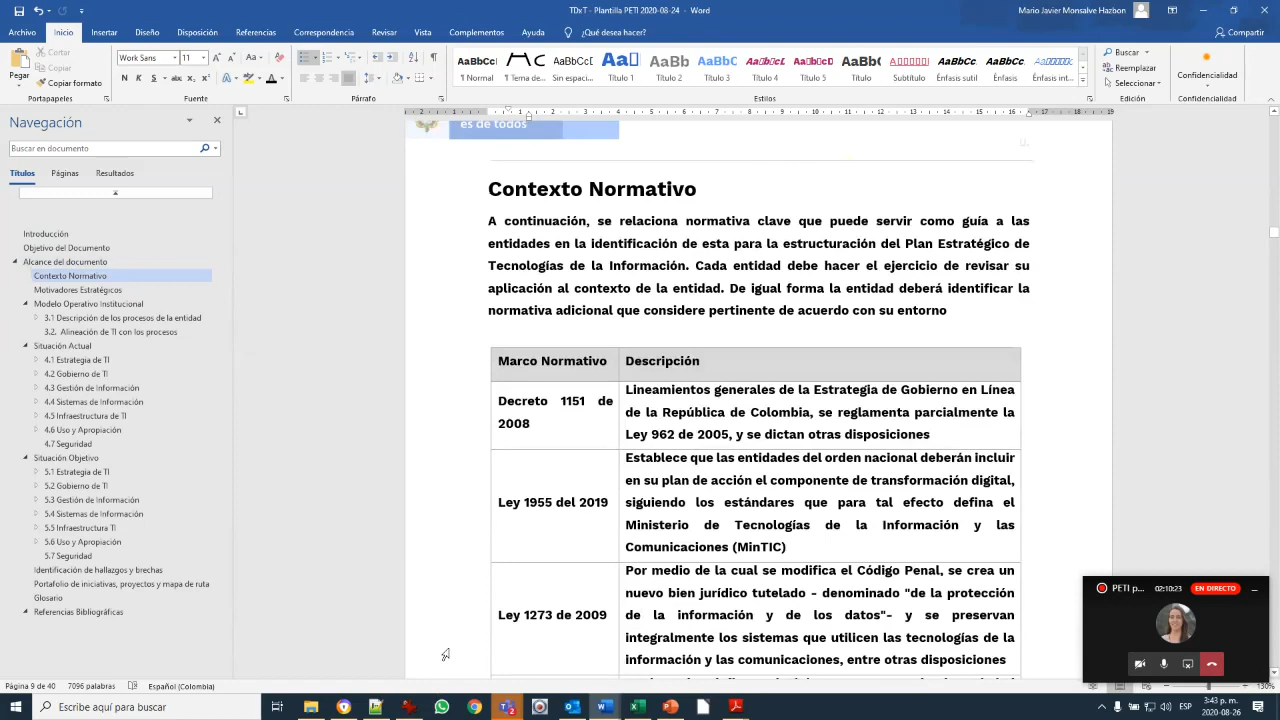 TDxT - 2020-08-24 - Word
Mario Alexander Morales Hazbon
Archivo Inicio Insertar Diseño Disposición Referencias Correspondencia Revisar Vista Complemento Ayuda ¿Qué desea hacer? Compartir
Pegar
Cortar
Copiar
Copiar formato
Portapapeles
Work Sans 11
Fuente
Párrafo
¶ Normal ¶ Tema de... Sin espaci... Título 1 Título 2 Título 3 Título 4 Título 5 Título Subtítulo Énfasis sutil Énfasis Énfasis int...
Estilos
Buscar
Reemplazar
Seleccionar
Edición
Confidencialidad
Confidencialidad
Navegación
Buscar en documento
Títulos Páginas Resultados
Introducción
Objetivo del Documento
Alcance del documento
Contexto Normativo
Motivadores Estratégicos
Modelo Operativo Institucional
3.1 Descripción de los procesos de la entidad
3.2. Alineación de TI con los procesos
Situación Actual
4.1 Estrategia de TI
4.2 Gobierno de TI
4.3 Gestión de Información
4.4 Sistemas de Información
4.5 Infraestructura de TI
4.6 Uso y Apropiación
4.7 Seguridad
Situación Objetivo
5.1 Estrategia de TI
5.2 Gobierno de TI
5.3 Gestión de Información
5.4 Sistemas de Información
5.5 Infraestructura TI
5.6 Uso y Apropiación
5.7 Seguridad
Identificación de hallazgos y brechas
Portafolio de iniciativas, proyectos y mapa de ruta
Glosario
Referencias Bibliográficas
es de todos
Contexto Normativo
A continuación, se relaciona normativa clave que puede servir como guía a las
entidades en la identificación de esta para la estructuración del Plan Estratégico de
Tecnologías de la Información. Cada entidad debe hacer el ejercicio de revisar su
aplicación al contexto de la entidad. De igual forma la entidad deberá identificar la
normativa adicional que considere pertinente de acuerdo con su entorno
Marco Normativo Descripción
Decreto 1151 de
2008
Lineamientos generales de la Estrategia de Gobierno en Línea
de la República de Colombia, se reglamenta parcialmente la
Ley 962 de 2005, y se dictan otras disposiciones
Ley 1955 del 2019
Establece que las entidades del orden nacional deberán incluir
en su plan de acción el componente de transformación digital,
siguiendo los estándares que para tal efecto defina el
Ministerio de Tecnologías de la Información y las
Comunicaciones (MinTIC)
Ley 1273 de 2009
Por medio de la cual se modifica el Código Penal, se crea un
nuevo bien jurídico tutelado - denominado "de la protección
de la información y de los datos"- y se preservan
integralmente los sistemas que utilicen las tecnologías de la
información y las comunicaciones, entre otras disposiciones
PETI p... 02:10:23 EN DIRECTO
Página 9 de 40 7096 palabras Español (Colombia)
130%
Escribe aquí para buscar
ESP
3:43 p. m.
2020-08-26